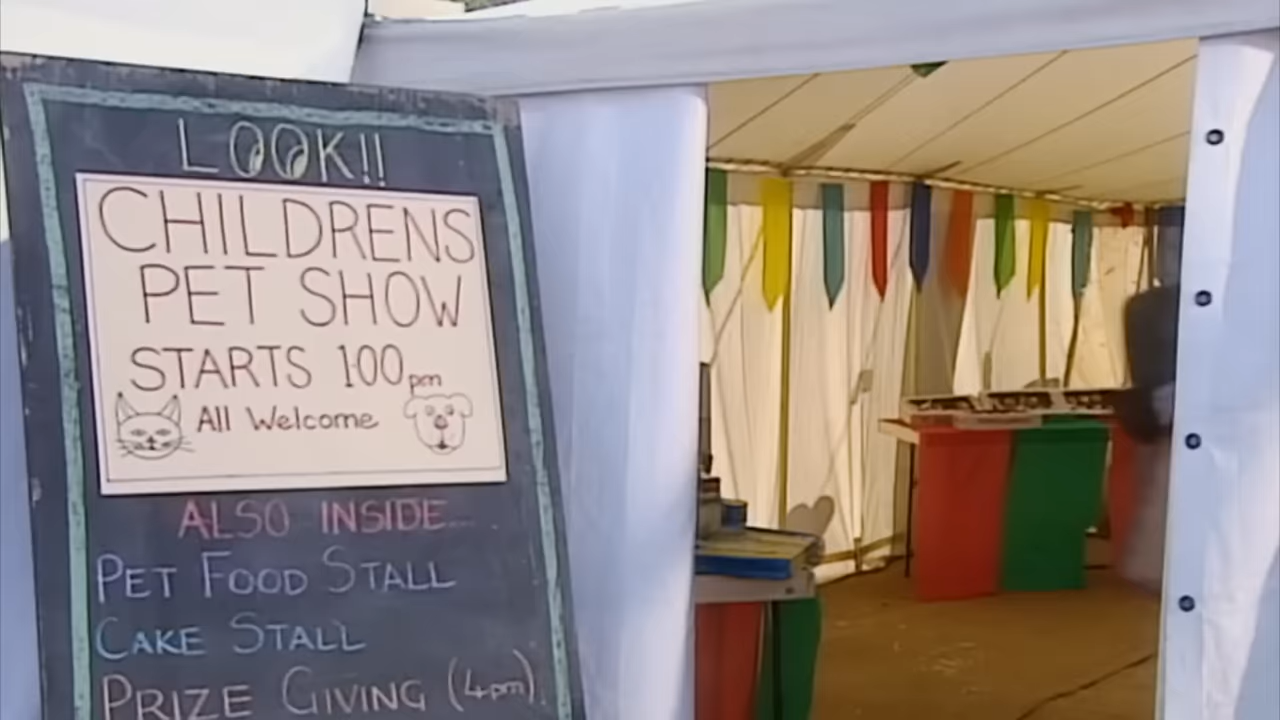 LOOK!!
CHILDRENS
PET SHOW
STARTS 1.00 pm
All Welcome
ALSO INSIDE
PET FOOD STALL
CAKE STALL
PRIZE GIVING (4pm)